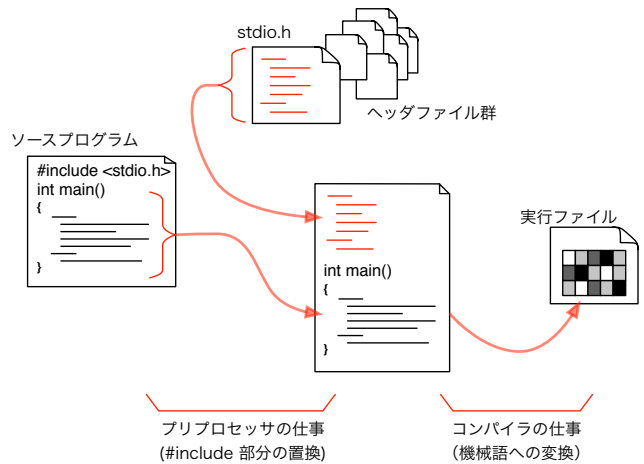 stdio.h
ヘッダファイル群
ソースプログラム
#include <stdio.h>
int main()
{
}
int main()
{
}
実行ファイル
プリプロセッサの仕事
(#include 部分の置換)
コンパイラの仕事
（機械語への変換）